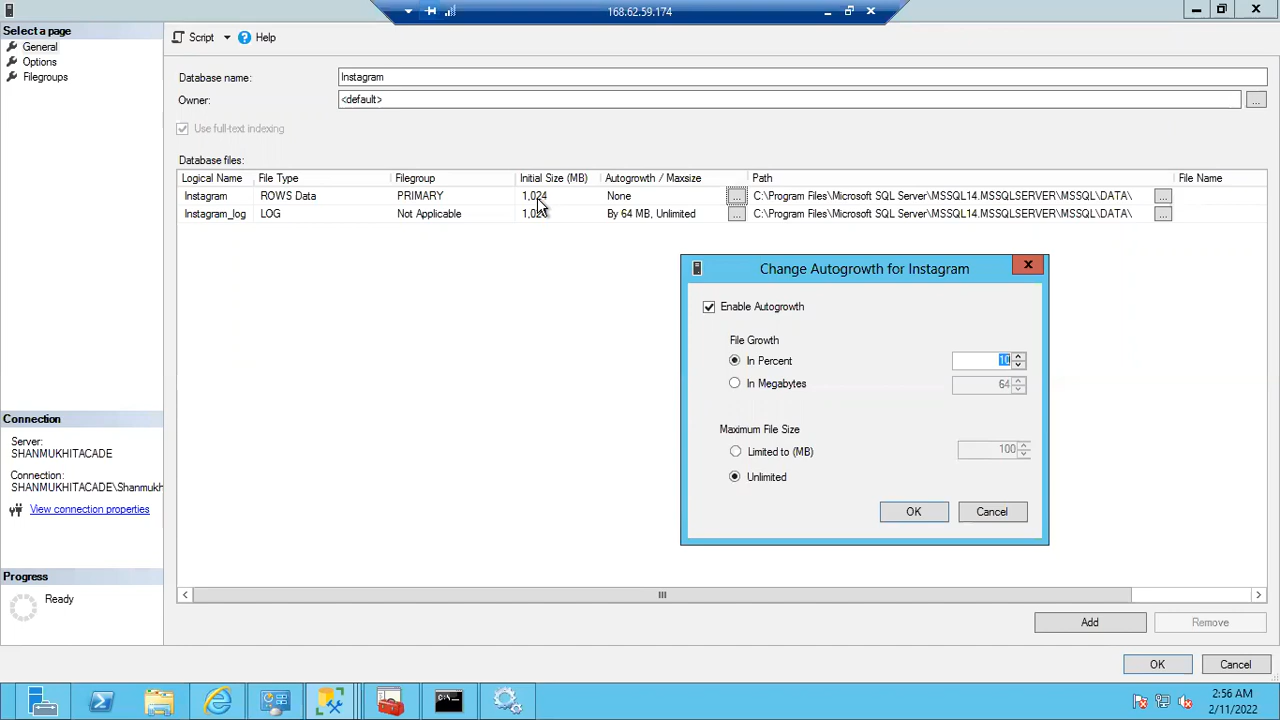 168.62.59.174
Select a page
General
Options
Filegroups
Script
Help
Database name:
Instagram
Owner:
<default>
...
Use full-text indexing
Database files:
Logical Name File Type Filegroup Initial Size (MB) Autogrowth / Maxsize Path File Name
Instagram ROWS Data PRIMARY 1,024 None ... C:\Program Files\Microsoft SQL Server\MSSQL14.MSSQLSERVER\MSSQL\DATA\ ...
Instagram_log LOG Not Applicable By 64 MB, Unlimited ... C:\Program Files\Microsoft SQL Server\MSSQL14.MSSQLSERVER\MSSQL\DATA\ ...
Change Autogrowth for Instagram
Enable Autogrowth
File Growth
In Percent
10
In Megabytes
64
Maximum File Size
Limited to (MB)
100
Unlimited
OK
Cancel
Connection
Server:
SHANMUKHITACADE
Connection:
SHANMUKHITACADE\Shanmukh
View connection properties
Progress
Ready
Add
Remove
OK
Cancel
2:56 AM
2/11/2022